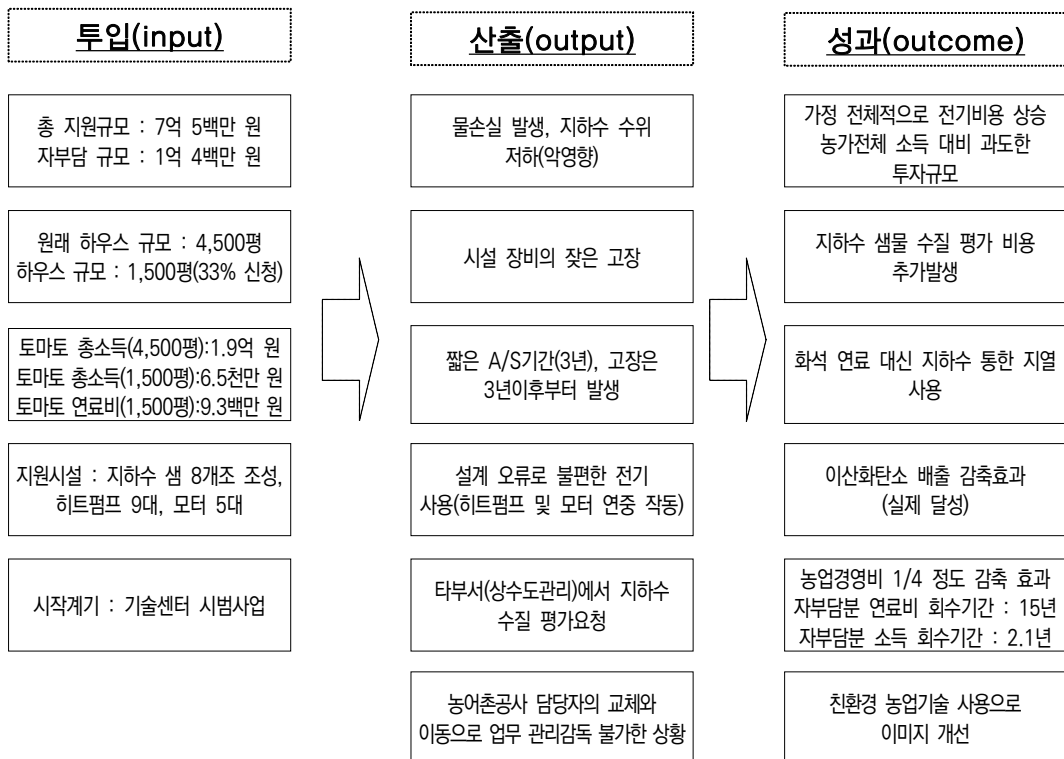 투입(input)
총 지원규모 : 7억 5백만 원
자부담 규모 : 1억 4백만 원
원래 하우스 규모 : 4,500평
하우스 규모 : 1,500평(33% 신청)
토마토 총소득(4,500평):1.9억 원
토마토 총소득(1,500평):6.5천만 원
토마토 연료비(1,500평):9.3백만 원
지원시설 : 지하수 샘 8개조 조성,
히트펌프 9대, 모터 5대
시작계기 : 기술센터 시범사업
산출(output)
물손실 발생, 지하수 수위
저하(악영향)
시설 장비의 잦은 고장
짧은 A/S기간(3년), 고장은
3년이후부터 발생
설계 오류로 불편한 전기
사용(히트펌프 및 모터 연중 작동)
타부서(상수도관리)에서 지하수
수질 평가요청
농어촌공사 담당자의 교체와
이동으로 업무 관리감독 불가한 상황
성과(outcome)
가정 전체적으로 전기비용 상승
농가전체 소득 대비 과도한
투자규모
지하수 샘물 수질 평가 비용
추가발생
화석 연료 대신 지하수 통한 지열
사용
이산화탄소 배출 감축효과
(실제 달성)
농업경영비 1/4 정도 감축 효과
자부담분 연료비 회수기간 : 15년
자부담분 소득 회수기간 : 2.1년
친환경 농업기술 사용으로
이미지 개선